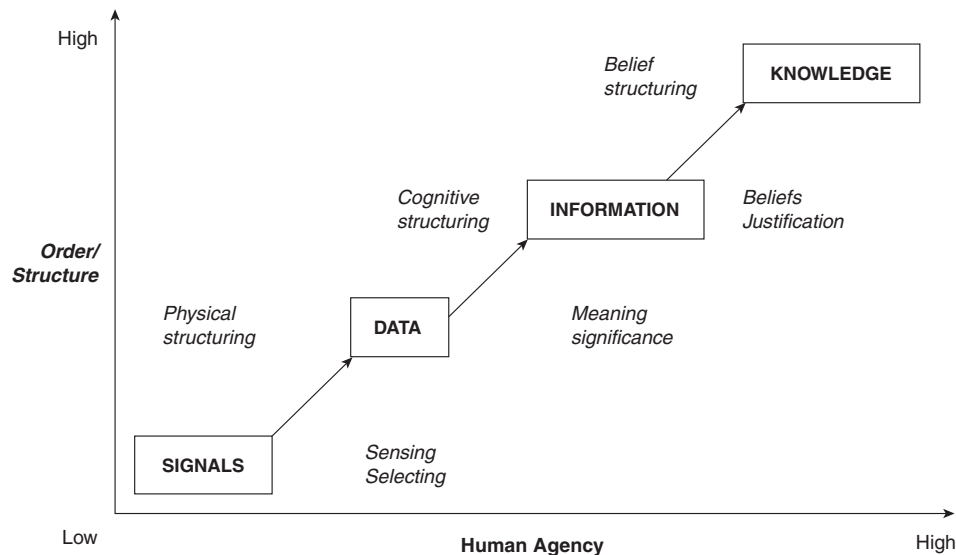 High
Belief
structuring
KNOWLEDGE
Cognitive
structuring
INFORMATION
Beliefs
Justification
Order/
Structure
Physical
structuring
DATA
Meaning
significance
SIGNALS
Sensing
Selecting
Low
Human Agency
High